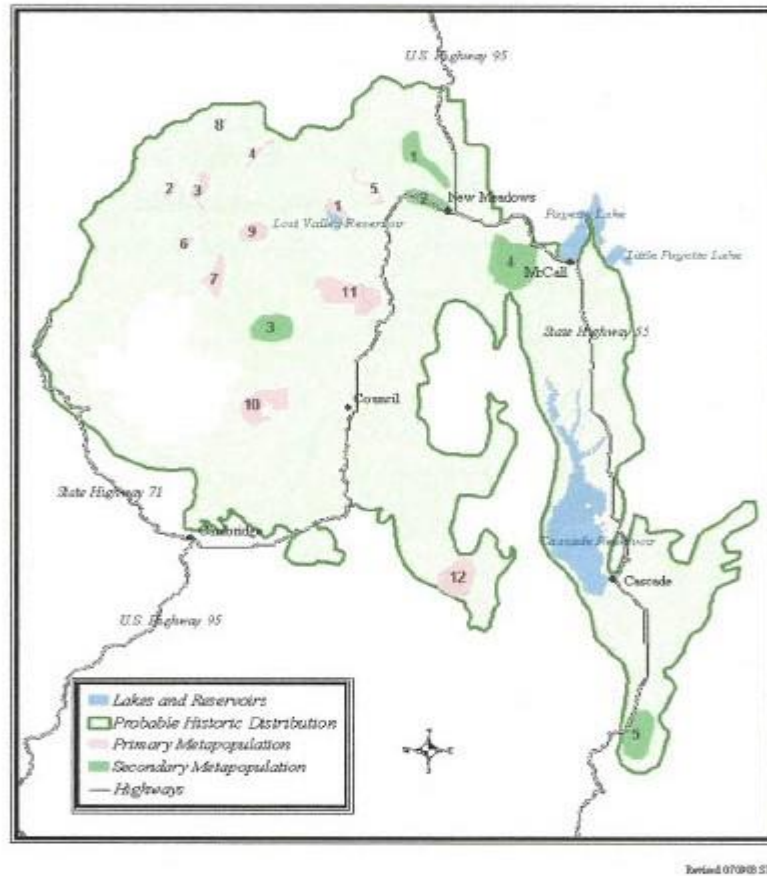 U.S. Highway 95
8
4
1
2
3
5
1
2
New Meadows
Payette Lake
Lost Valley Reservoir
9
6
4
McCall
Little Payette Lake
7
11
3
State Highway 55
10
Council
State Highway 71
Cambridge
Cascade Reservoir
12
Cascade
U.S. Highway 95
5
Lakes and Reservoirs
Probable Historic Distribution
Primary Metapopulation
Secondary Metapopulation
Highways
N
W
E
S
Revised